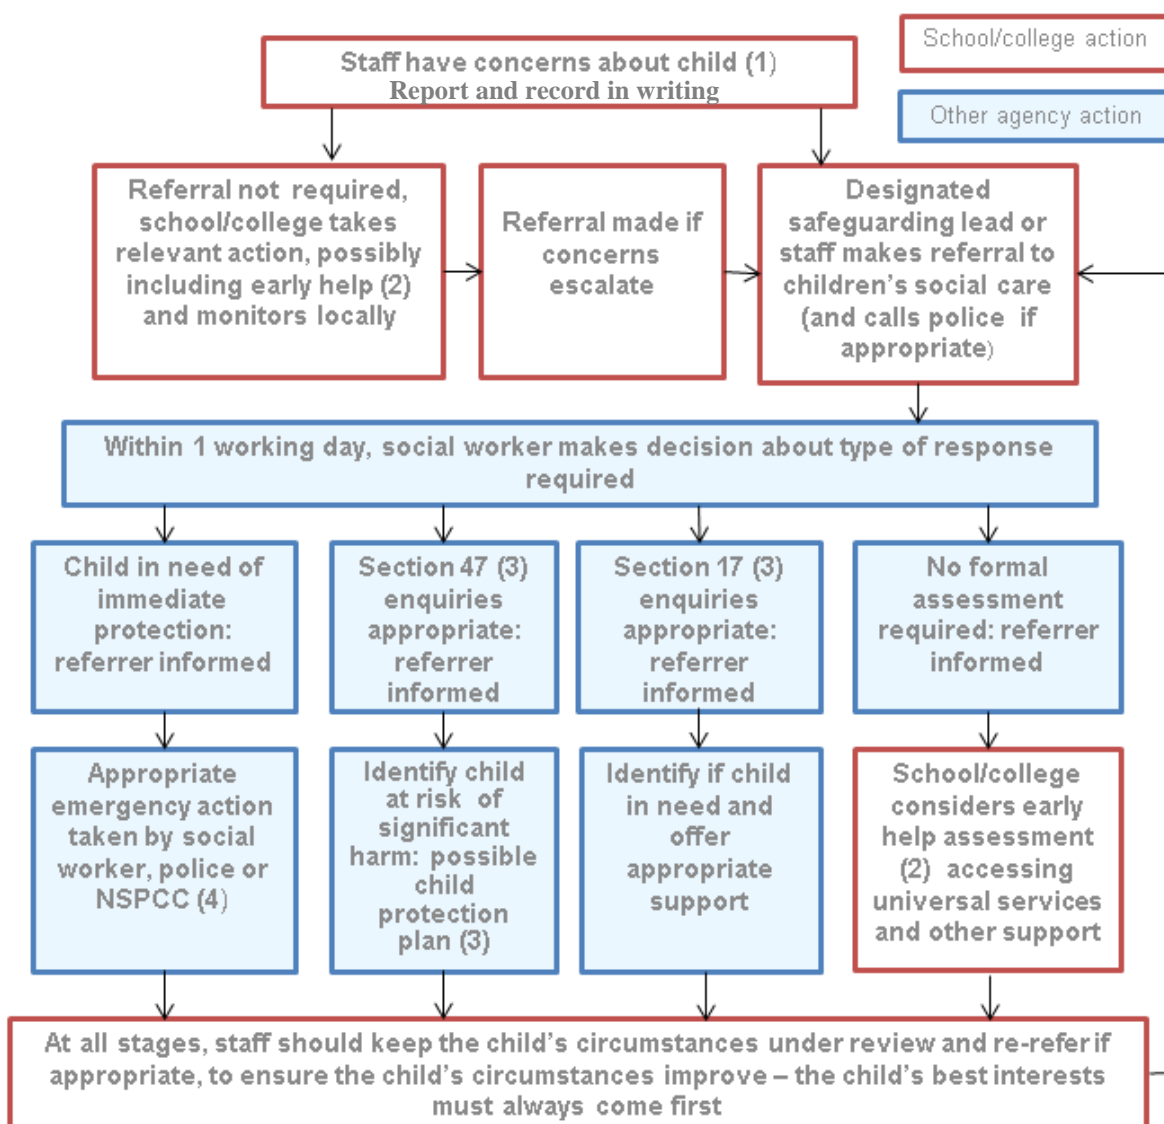 School/college action
Staff have concerns about child (1)
Report and record in writing
Other agency action
Referral not required,
school/college takes
relevant action, possibly
including early help (2)
and monitors locally
Referral made if
concerns
escalate
Designated
safeguarding lead or
staff makes referral to
children's social care
(and calls police if
appropriate)
Within 1 working day, social worker makes decision about type of response
required
Child in need of
immediate
protection:
referrer informed
Section 47 (3)
enquiries
appropriate:
referrer
informed
Section 17 (3)
enquiries
appropriate:
referrer
informed
No formal
assessment
required: referrer
informed
Appropriate
emergency action
taken by social
worker, police or
NSPCC (4)
Identify child
at risk of
significant
harm: possible
child
protection
plan (3)
Identify if child
in need and
offer
appropriate
support
School/college
considers early
help assessment
(2) accessing
universal services
and other support
At all stages, staff should keep the child's circumstances under review and re-refer if
appropriate, to ensure the child's circumstances improve – the child's best interests
must always come first